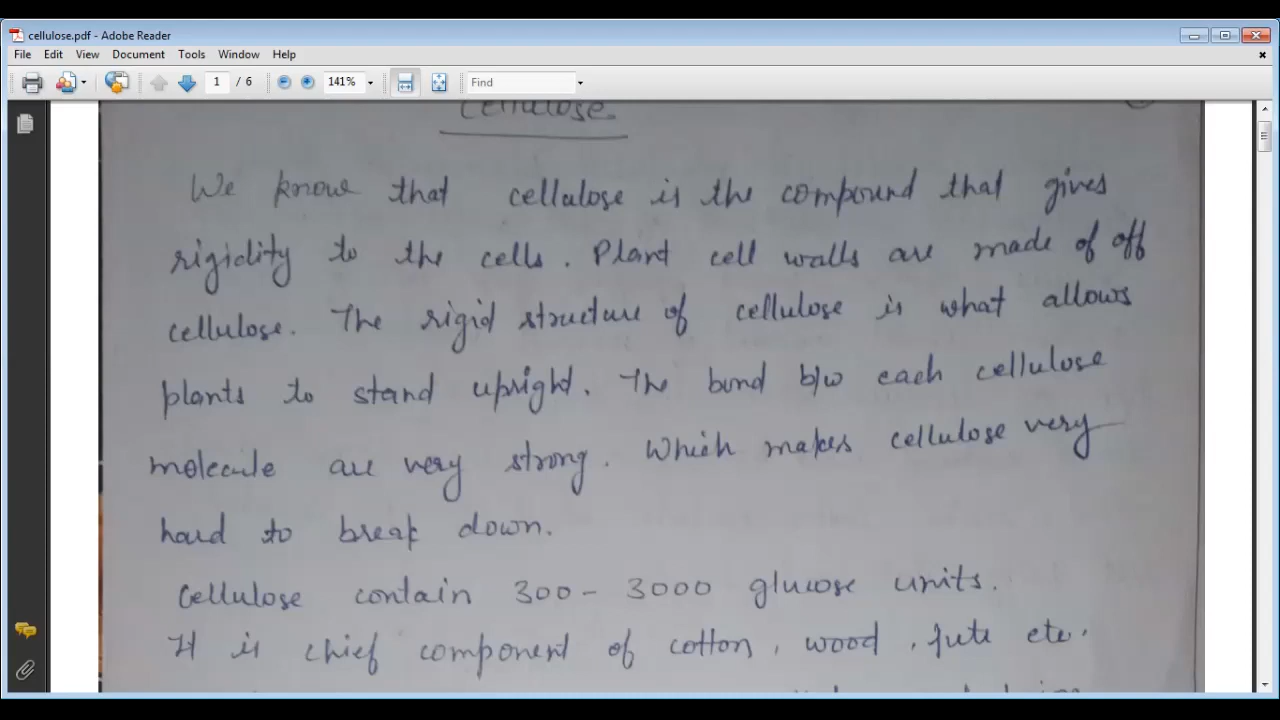 cellulose.pdf - Adobe Reader
File Edit View Document Tools Window Help
1 / 6 141% Find
Cellulose.
We know that cellulose is the compound that gives
rigidity to the cells. Plant cell walls are made of off
cellulose. The rigid structure of cellulose is what allows
plants to stand upright. The bond b/w each cellulose
molecule are very strong. Which makes cellulose very
hard to break down.
Cellulose contain 300 - 3000 glucose units.
It is chief component of cotton, wood, jute etc.